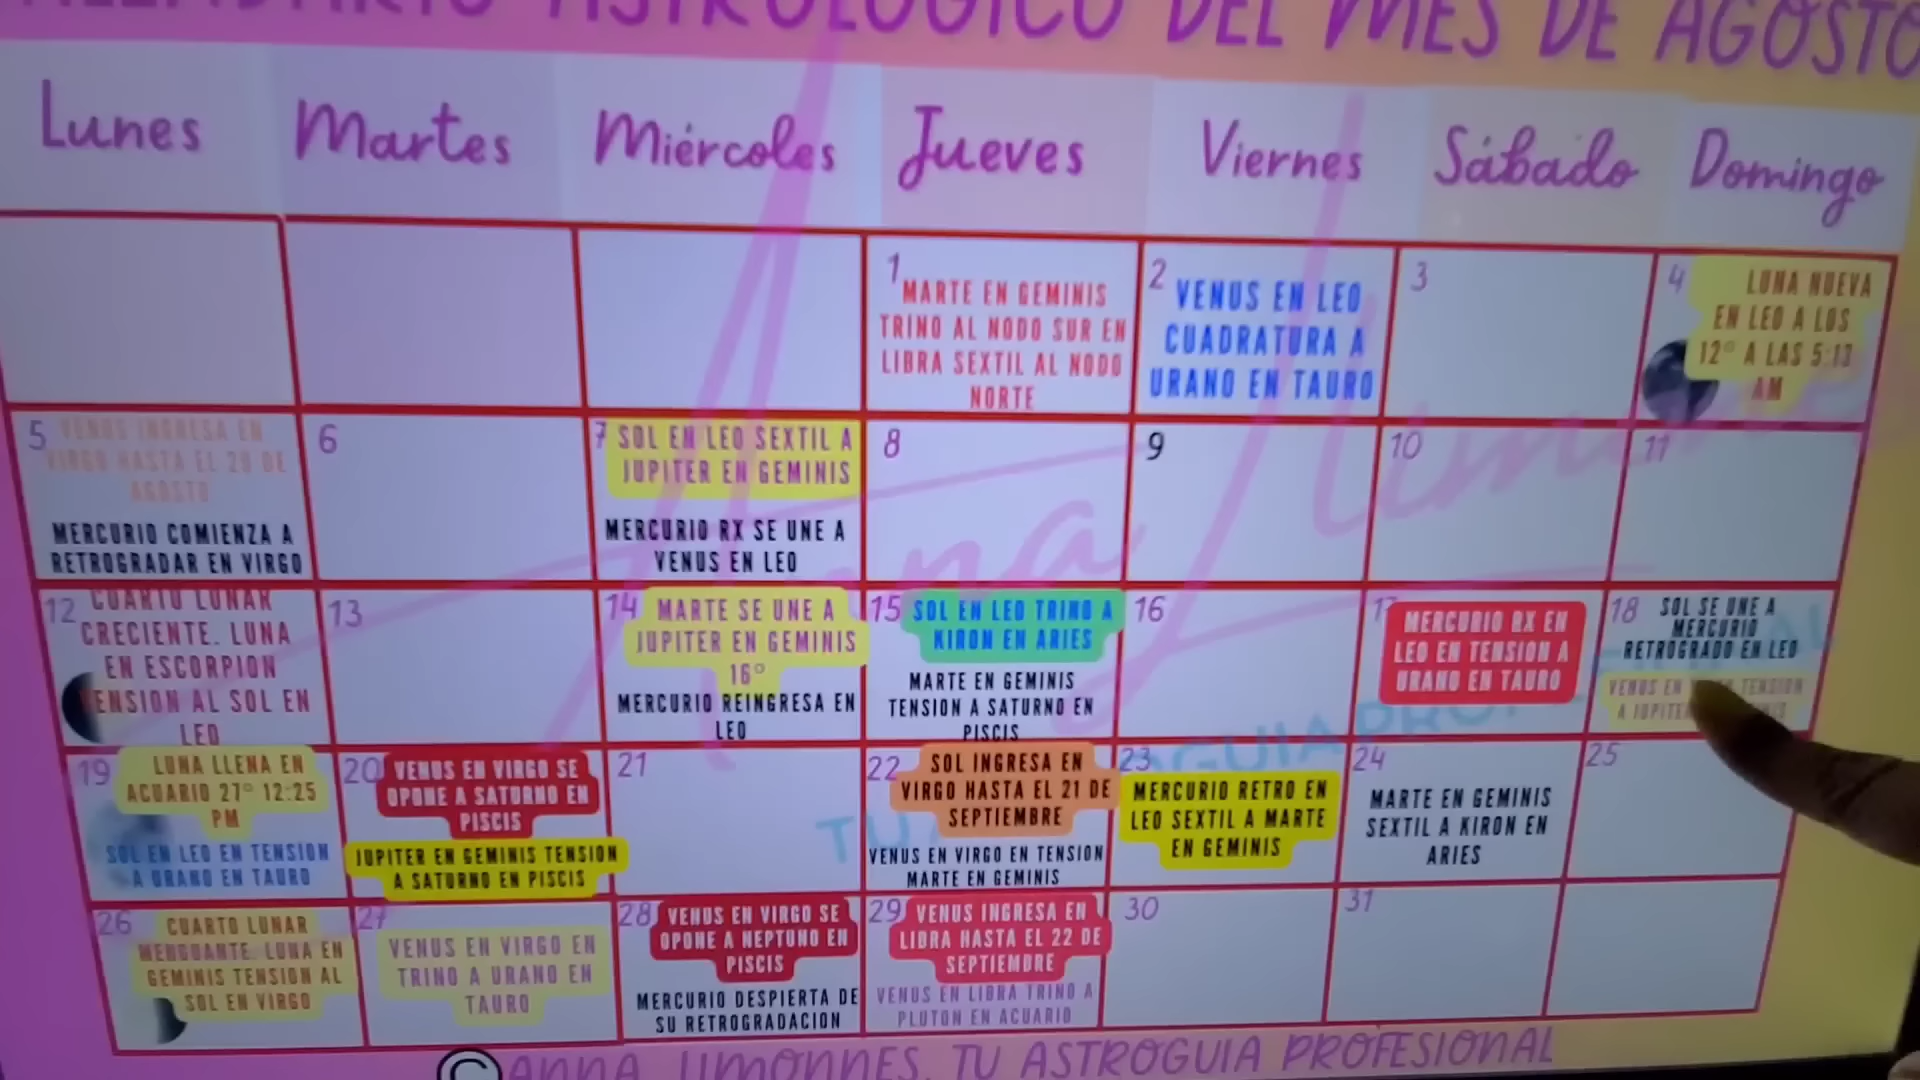 ASTROLOGICO DEL MES DE AGOSTO
Lunes
Martes
Miércoles
Jueves
Viernes
Sábado
Domingo
1
MARTE EN GEMINIS
TRINO AL NODO SUR EN
LIBRA SEXTIL AL NODO
NORTE
2
VENUS EN LEO
CUADRATURA A
URANO EN TAURO
3
4
LUNA NUEVA
EN LEO A LOS
12° A LAS 5:13
AM
5
VENUS INGRESA EN
VIRGO HASTA EL 29 DE
AGOSTO
MERCURIO COMIENZA A
RETROGRADAR EN VIRGO
6
7
SOL EN LEO SEXTIL A
JUPITER EN GEMINIS
MERCURIO RX SE UNE A
VENUS EN LEO
8
9
10
11
12
CUARTO LUNAR
CRECIENTE. LUNA
EN ESCORPION
TENSION AL SOL EN
LEO
13
14
MARTE SE UNE A
JUPITER EN GEMINIS
16°
MERCURIO REINGRESA EN
LEO
15
SOL EN LEO TRINO A
KIRON EN ARIES
MARTE EN GEMINIS
TENSION A SATURNO EN
PISCIS
16
17
MERCURIO RX EN
LEO EN TENSION A
URANO EN TAURO
18
SOL SE UNE A
MERCURIO
RETROGRADO EN LEO
VENUS EN TENSION
A
19
LUNA LLENA EN
ACUARIO 27° 12:25
PM
SOL EN LEO EN TENSION
A URANO EN TAURO
20
VENUS EN VIRGO SE
OPONE A SATURNO EN
PISCIS
JUPITER EN GEMINIS TENSION
A SATURNO EN PISCIS
21
22
SOL INGRESA EN
VIRGO HASTA EL 21 DE
SEPTIEMBRE
VENUS EN VIRGO EN TENSION
MARTE EN GEMINIS
23
MERCURIO RETRO EN
LEO SEXTIL A MARTE
EN GEMINIS
24
MARTE EN GEMINIS
SEXTIL A KIRON EN
ARIES
25
26
CUARTO LUNAR
MENGUANTE. LUNA EN
GEMINIS TENSION AL
SOL EN VIRGO
27
VENUS EN VIRGO EN
TRINO A URANO EN
TAURO
28
VENUS EN VIRGO SE
OPONE A NEPTUNO EN
PISCIS
MERCURIO DESPIERTA DE
SU RETROGRADACION
29
VENUS INGRESA EN
LIBRA HASTA EL 22 DE
SEPTIEMBRE
VENUS EN LIBRA TRINO A
PLUTON EN ACUARIO
30
31
© ANNA LIMONNES. TU ASTROGUIA PROFESIONAL